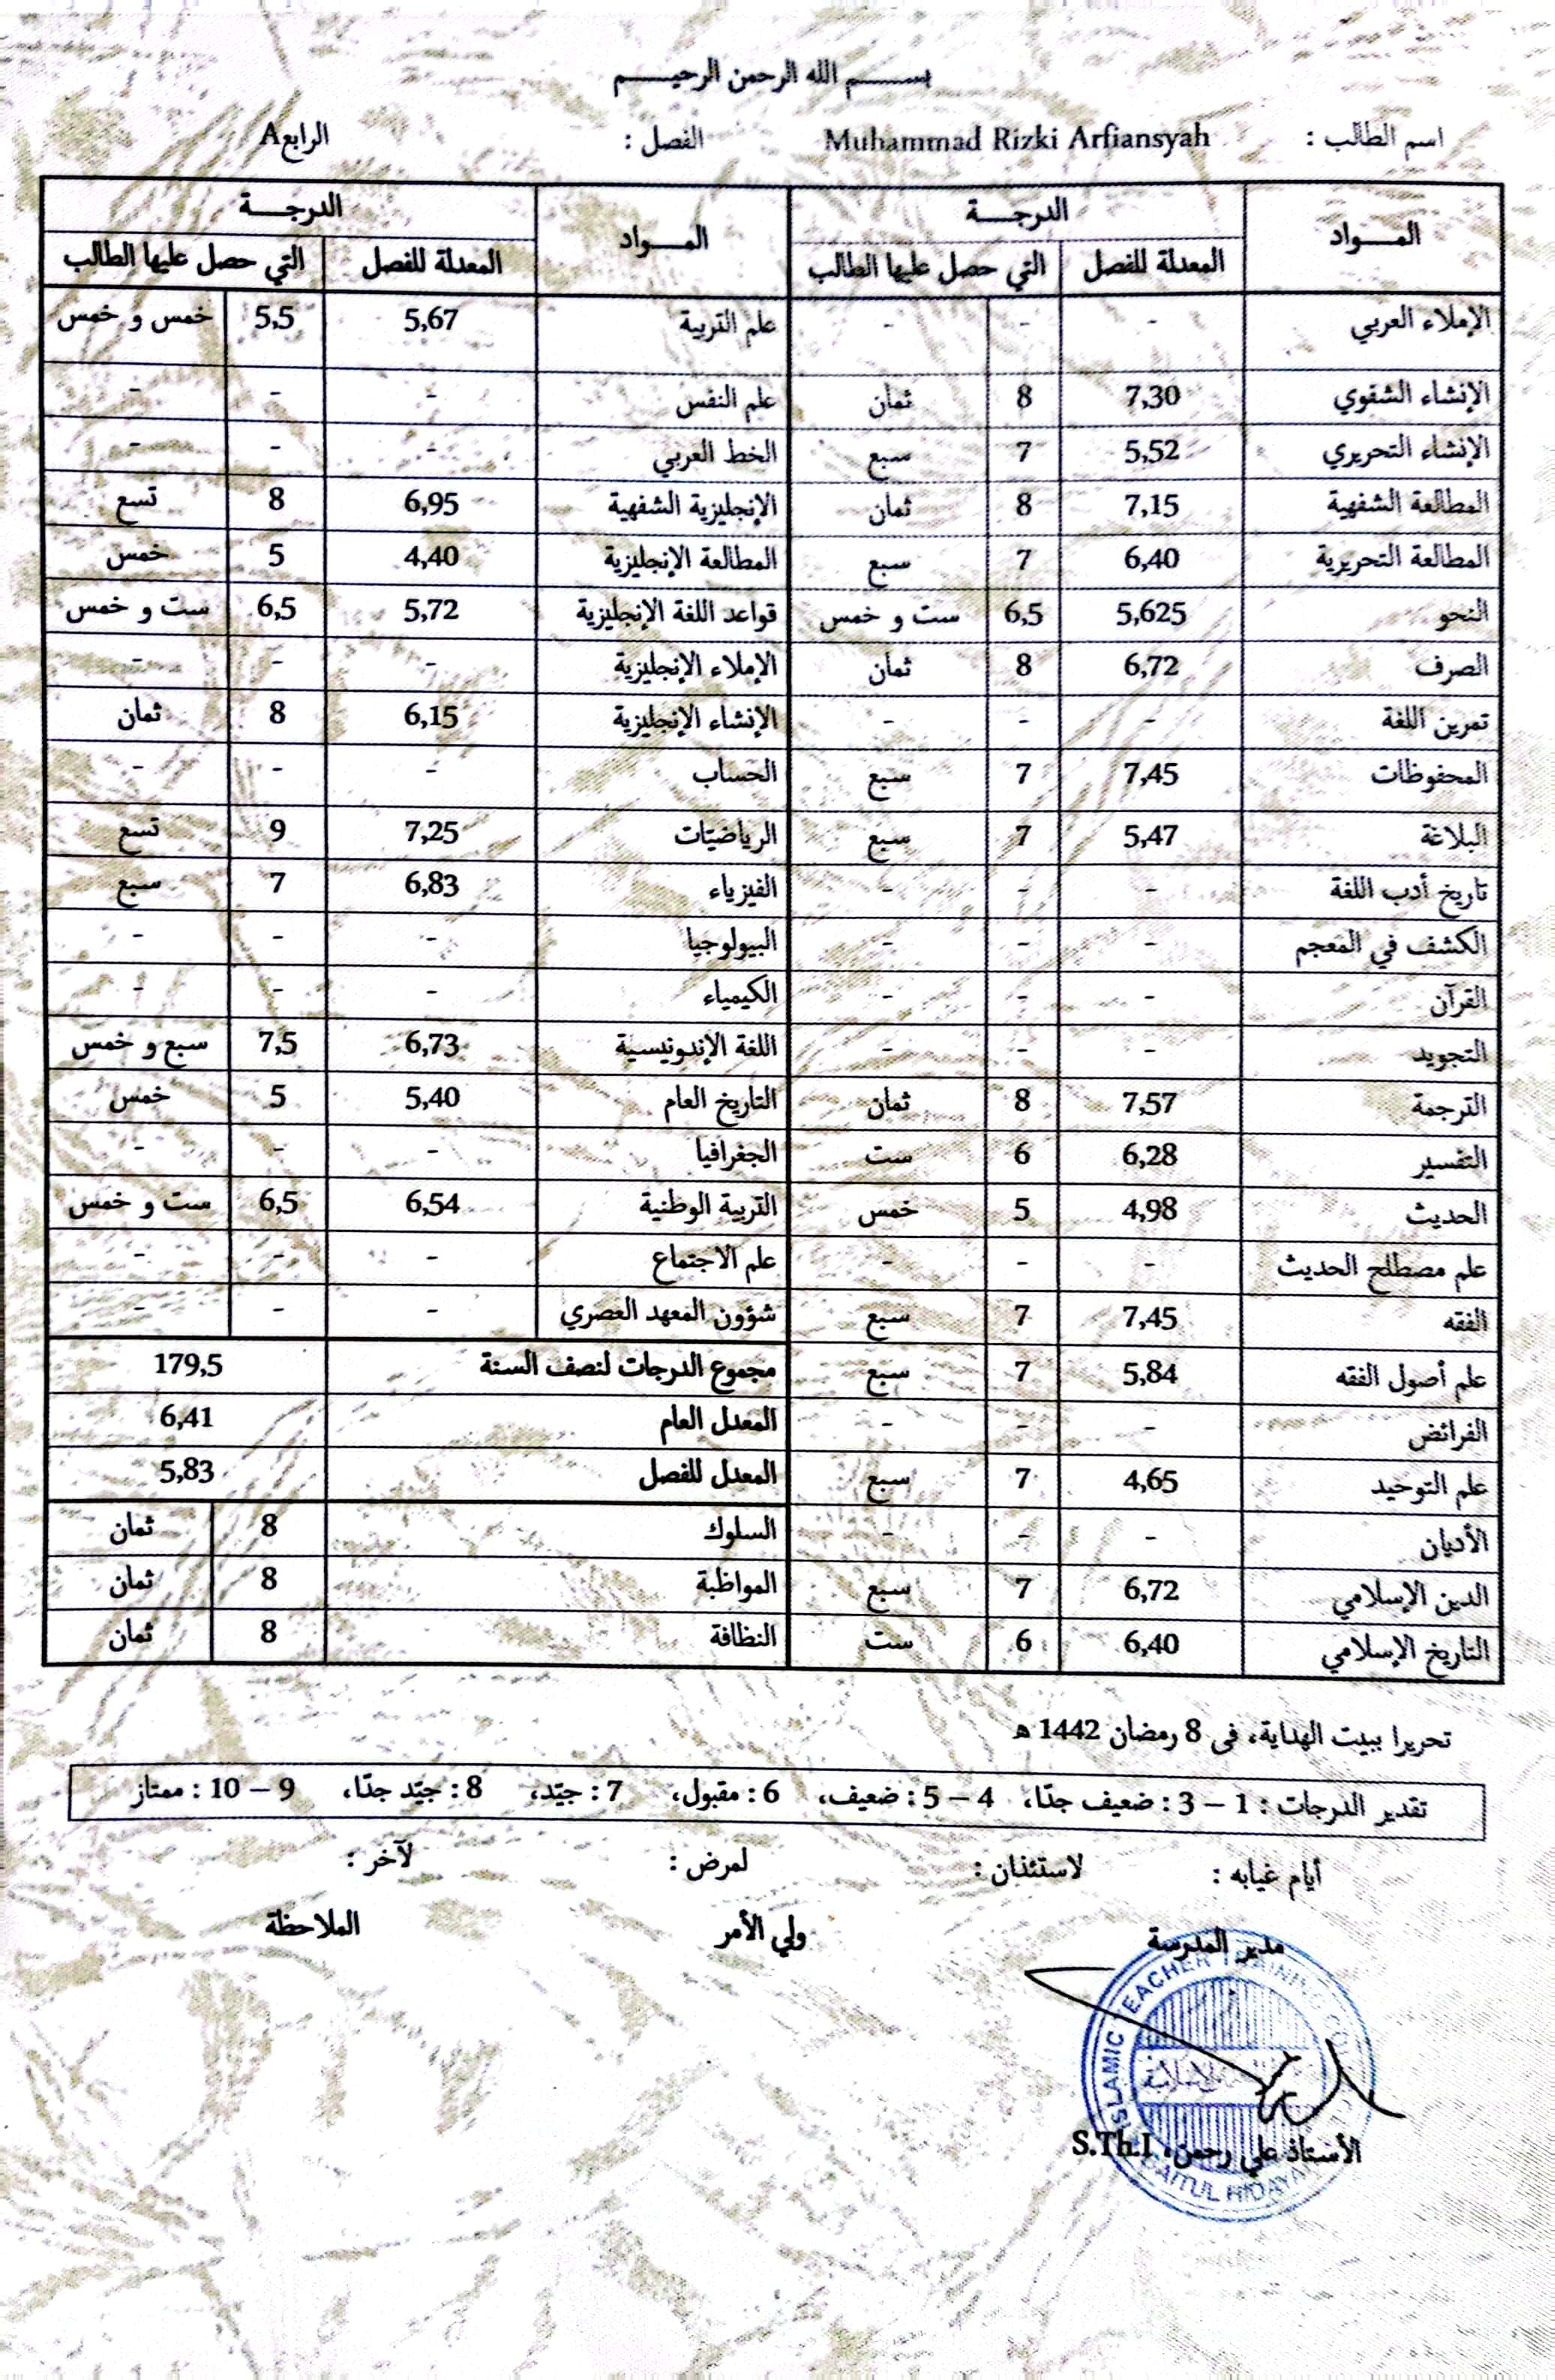 بســـــم الله الرحمن الرحيـــــم
اسم الطالب : Muhammad Rizki Arfiansyah الفصل : الرابعA
المـــواد الدرجـــة المـــواد الدرجـــة
المعدلة للفصل التي حصل عليها الطالب المعدلة للفصل التي حصل عليها الطالب
الإملاء العربي - - - علم التربية 5,67 5,5 خمس و خمس
الإنشاء الشفوي 7,30 8 ثمان علم النفس - - -
الإنشاء التحريري 5,52 7 سبع الخط العربي - - -
المطالعة الشفهية 7,15 8 ثمان الإنجليزية الشفهية 6,95 8 تسع
المطالعة التحريرية 6,40 7 سبع المطالعة الإنجليزية 4,40 5 خمس
النحو 5,625 6,5 ست و خمس قواعد اللغة الإنجليزية 5,72 6,5 ست و خمس
الصرف 6,72 8 ثمان الإملاء الإنجليزية - - -
تمرين اللغة - - - الإنشاء الإنجليزية 6,15 8 ثمان
المحفوظات 7,45 7 سبع الحساب - - -
البلاغة 5,47 7 سبع الرياضيّات 7,25 9 تسع
تاريخ أدب اللغة - - - الفيزياء 6,83 7 سبع
الكشف في المعجم - - - البيولوجيا - - -
القرآن - - - الكيمياء - - -
التجويد - - - اللغة الإندونيسية 6,73 7,5 سبع و خمس
الترجمة 7,57 8 ثمان التاريخ العام 5,40 5 خمس
التفسير 6,28 6 ست الجغرافيا - - -
الحديث 4,98 5 خمس التربية الوطنية 6,54 6,5 ست و خمس
علم مصطلح الحديث - - - علم الاجتماع - - -
الفقه 7,45 7 سبع شؤون المعهد العصري - - -
علم أصول الفقه 5,84 7 سبع مجموع الدرجات لنصف السنة 179,5
الفرائض - - - المعدل العام 6,41
علم التوحيد 4,65 7 سبع المعدل للفصل 5,83
الأديان - - - السلوك 8 ثمان
الدين الإسلامي 6,72 7 سبع المواظبة 8 ثمان
التاريخ الإسلامي 6,40 6 ست النظافة 8 ثمان
تحريرا ببيت الهداية، فى 8 رمضان 1442 هـ
تقدير الدرجات : 1 – 3 : ضعيف جدّا، 4 – 5 : ضعيف، 6 : مقبول، 7 : جيّد، 8 : جيّد جدّا، 9 – 10 : ممتاز
أيام غيابه : لاستئذان : لمرض : لآخر :
مدير المدرسة ولي الأمر الملاحظة
ISLAMIC TEACHER TRAINING
الأستاذ علي رحمن، S.Th.I
BAITUL HIDAYAH